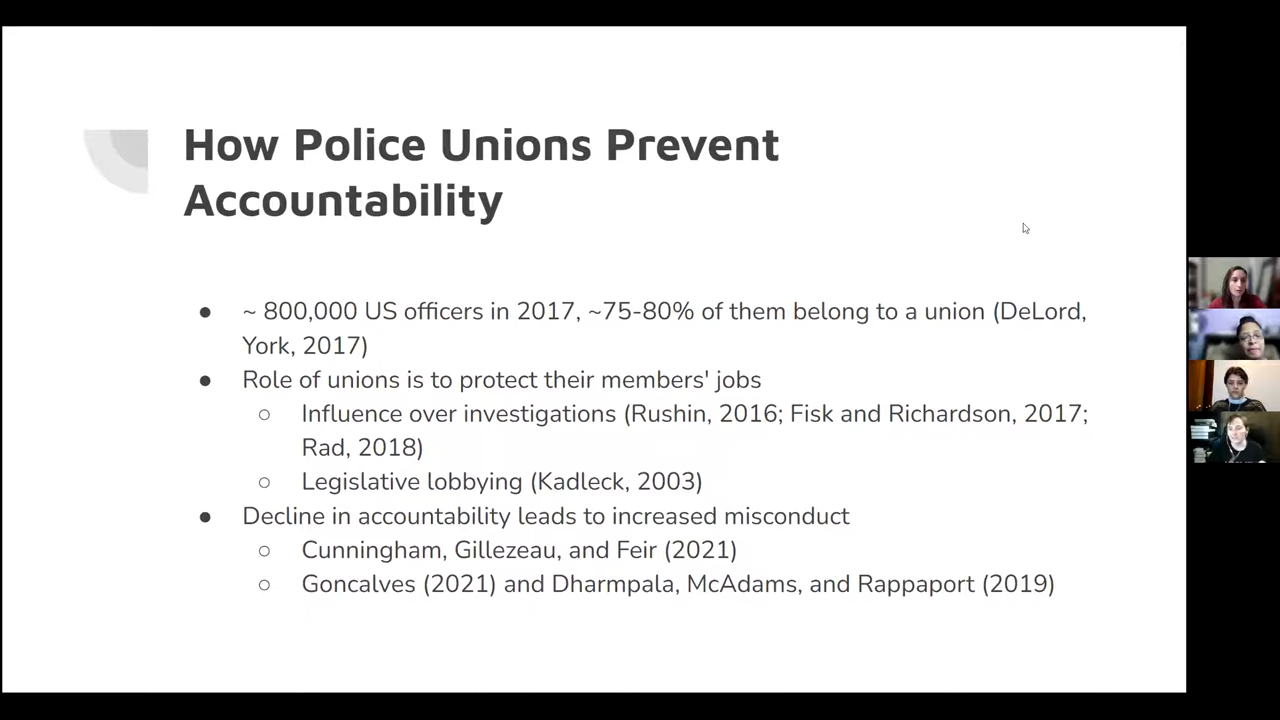 How Police Unions Prevent
Accountability
● ~ 800,000 US officers in 2017, ~75-80% of them belong to a union (DeLord,
York, 2017)
● Role of unions is to protect their members' jobs
○ Influence over investigations (Rushin, 2016; Fisk and Richardson, 2017;
Rad, 2018)
○ Legislative lobbying (Kadleck, 2003)
● Decline in accountability leads to increased misconduct
○ Cunningham, Gillezeau, and Feir (2021)
○ Goncalves (2021) and Dharmpala, McAdams, and Rappaport (2019)